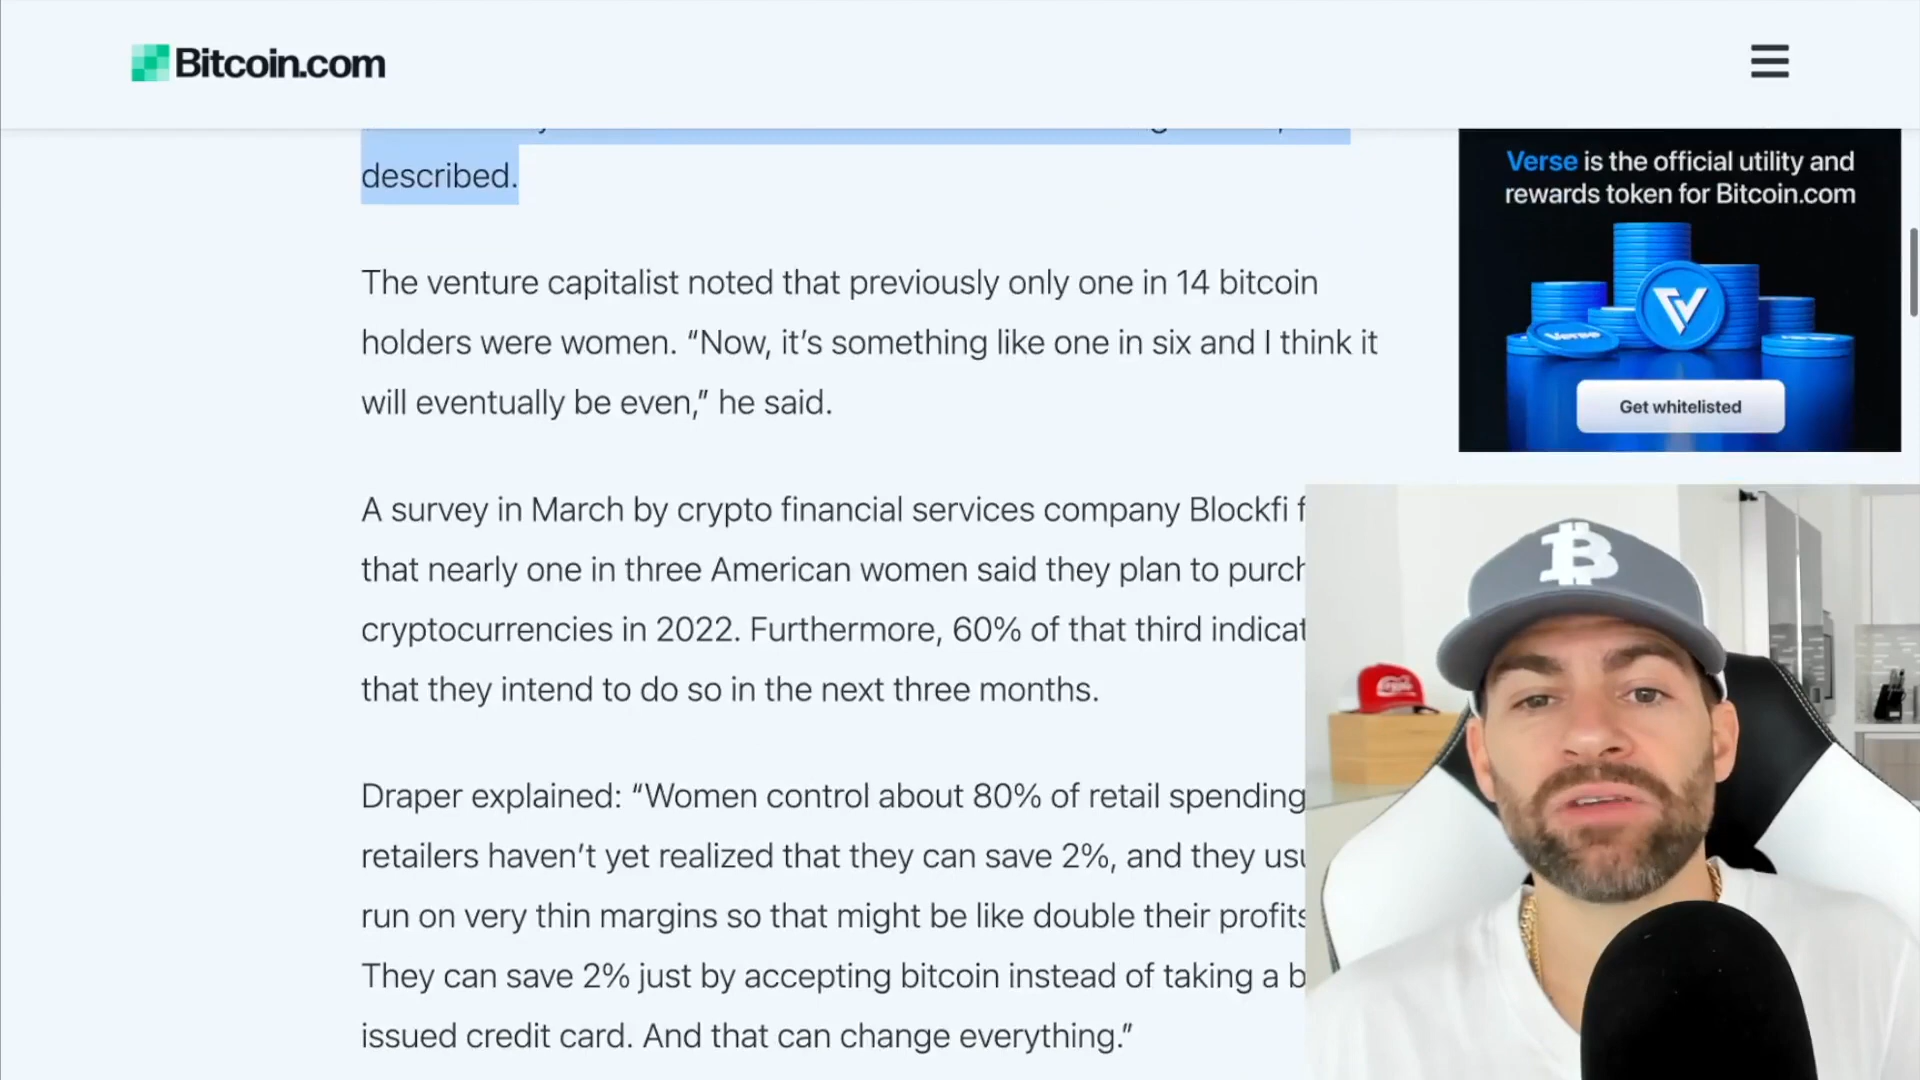 Bitcoin.com
described.
The venture capitalist noted that previously only one in 14 bitcoin
holders were women. “Now, it’s something like one in six and I think it
will eventually be even,” he said.
A survey in March by crypto financial services company Blockfi f
that nearly one in three American women said they plan to purch
cryptocurrencies in 2022. Furthermore, 60% of that third indicat
that they intend to do so in the next three months.
Draper explained: “Women control about 80% of retail spending
retailers haven’t yet realized that they can save 2%, and they usu
run on very thin margins so that might be like double their profits
They can save 2% just by accepting bitcoin instead of taking a b
issued credit card. And that can change everything.”
Verse is the official utility and
rewards token for Bitcoin.com
Verse
Get whitelisted